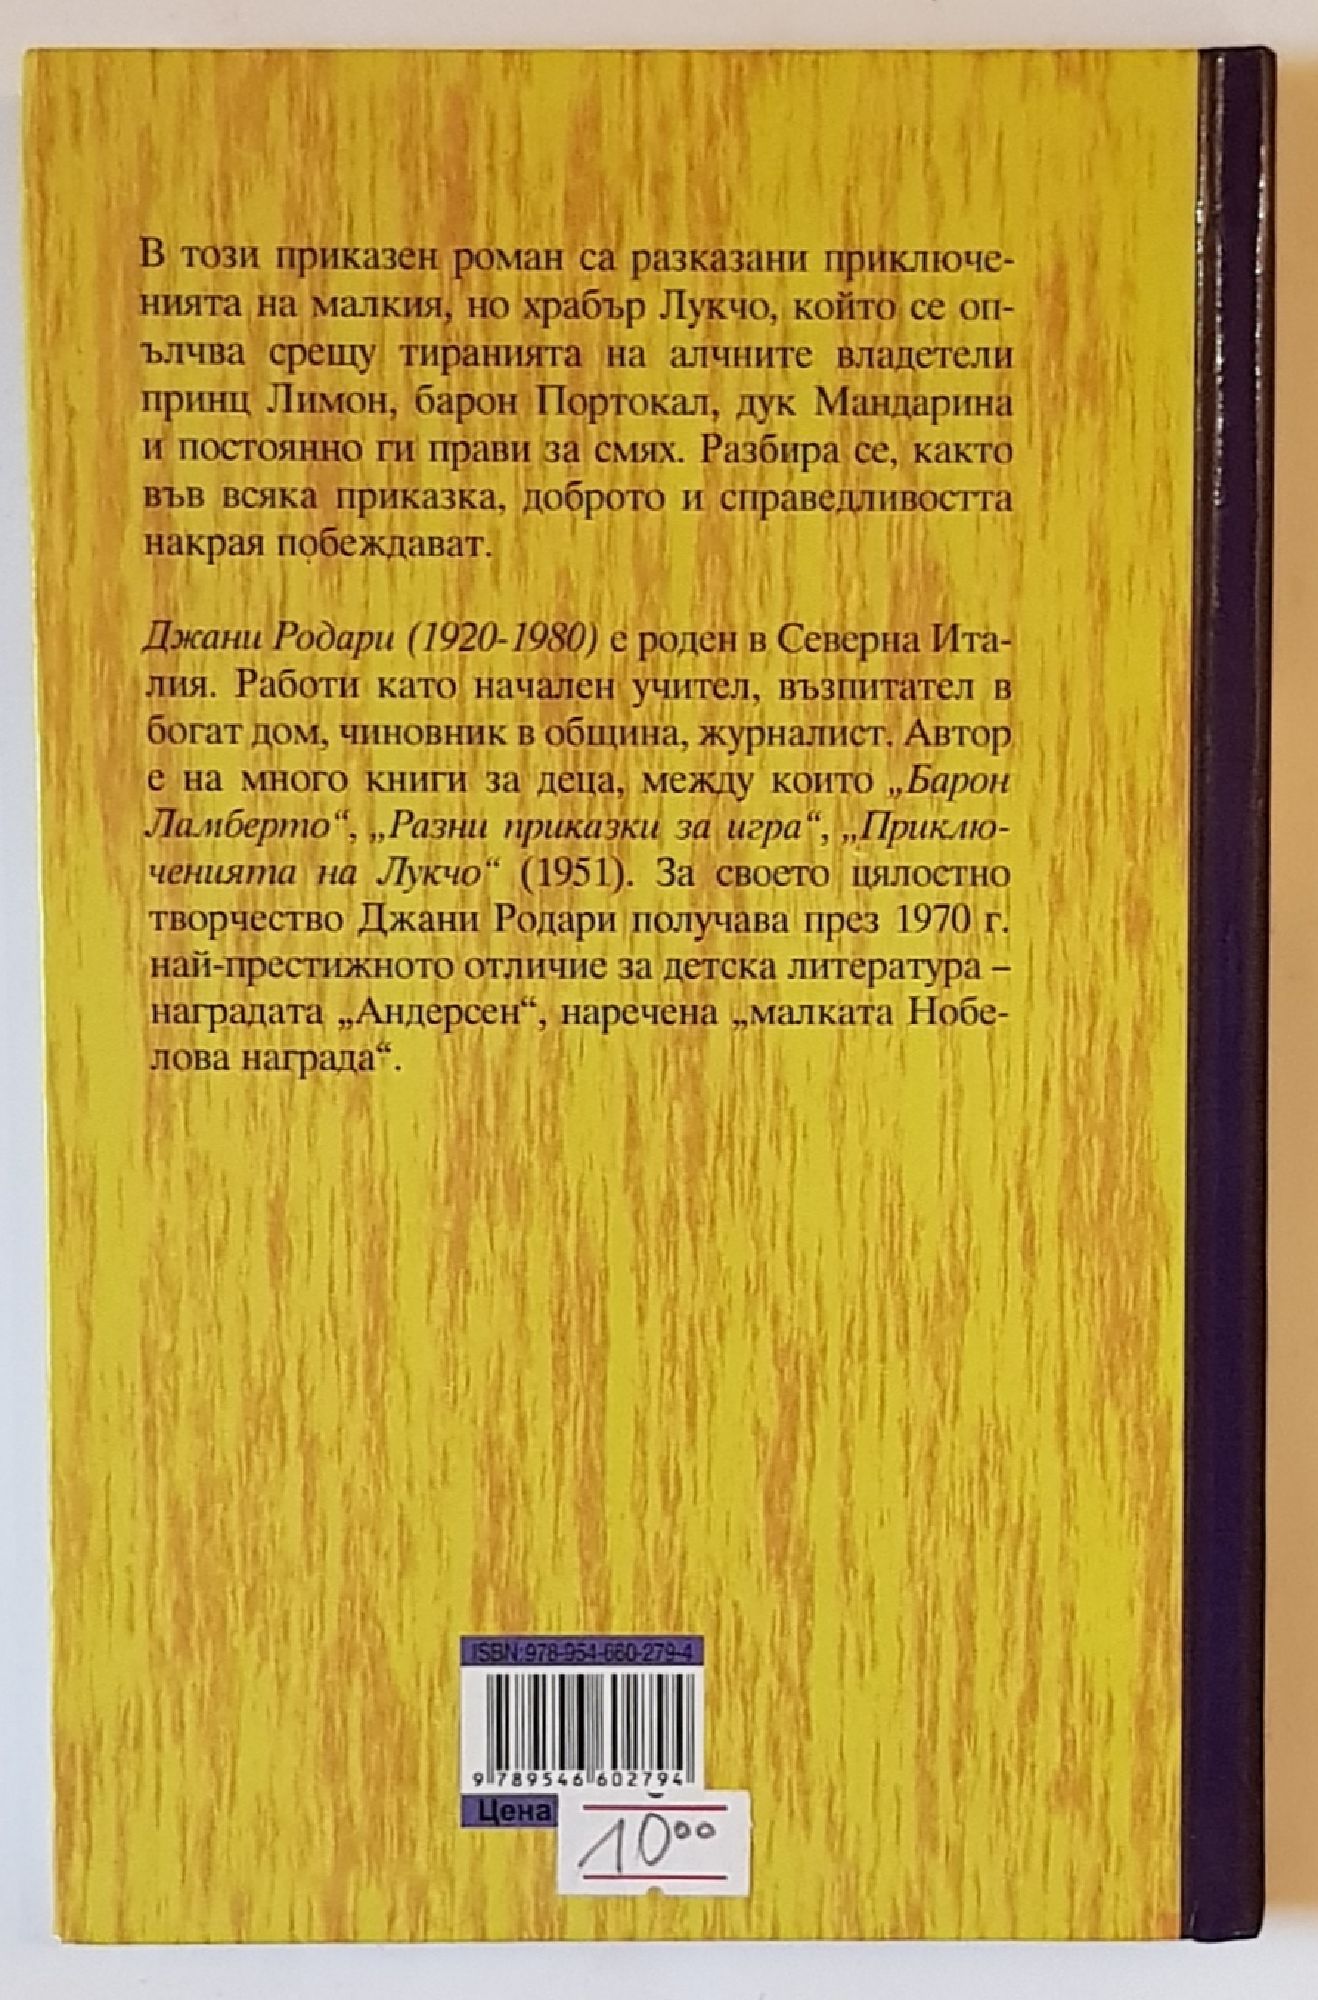 В този приказен роман са разказани приключе-
нията на малкия, но храбър Лукчо, който се оп-
ълчва срещу тиранията на алчните владетели
принц Лимон, барон Портокал, дук Мандарина
и постоянно ги прави за смях. Разбира се, както
във всяка приказка, доброто и справедливостта
накрая побеждават.
Джани Родари (1920-1980) е роден в Северна Ита-
лия. Работи като начален учител, възпитател в
богат дом, чиновник в община, журналист. Автор
е на много книги за деца, между които „Барон
Ламберто“, „Разни приказки за игра“, „Приклю-
ченията на Лукчо“ (1951). За своето цялостно
творчество Джани Родари получава през 1970 г.
най-престижното отличие за детска литература –
наградата „Андерсен“, наречена „малката Нобе-
лова награда“.
ISBN:978-954-660-279-4
9 789546 602794
Цена
10⁰⁰